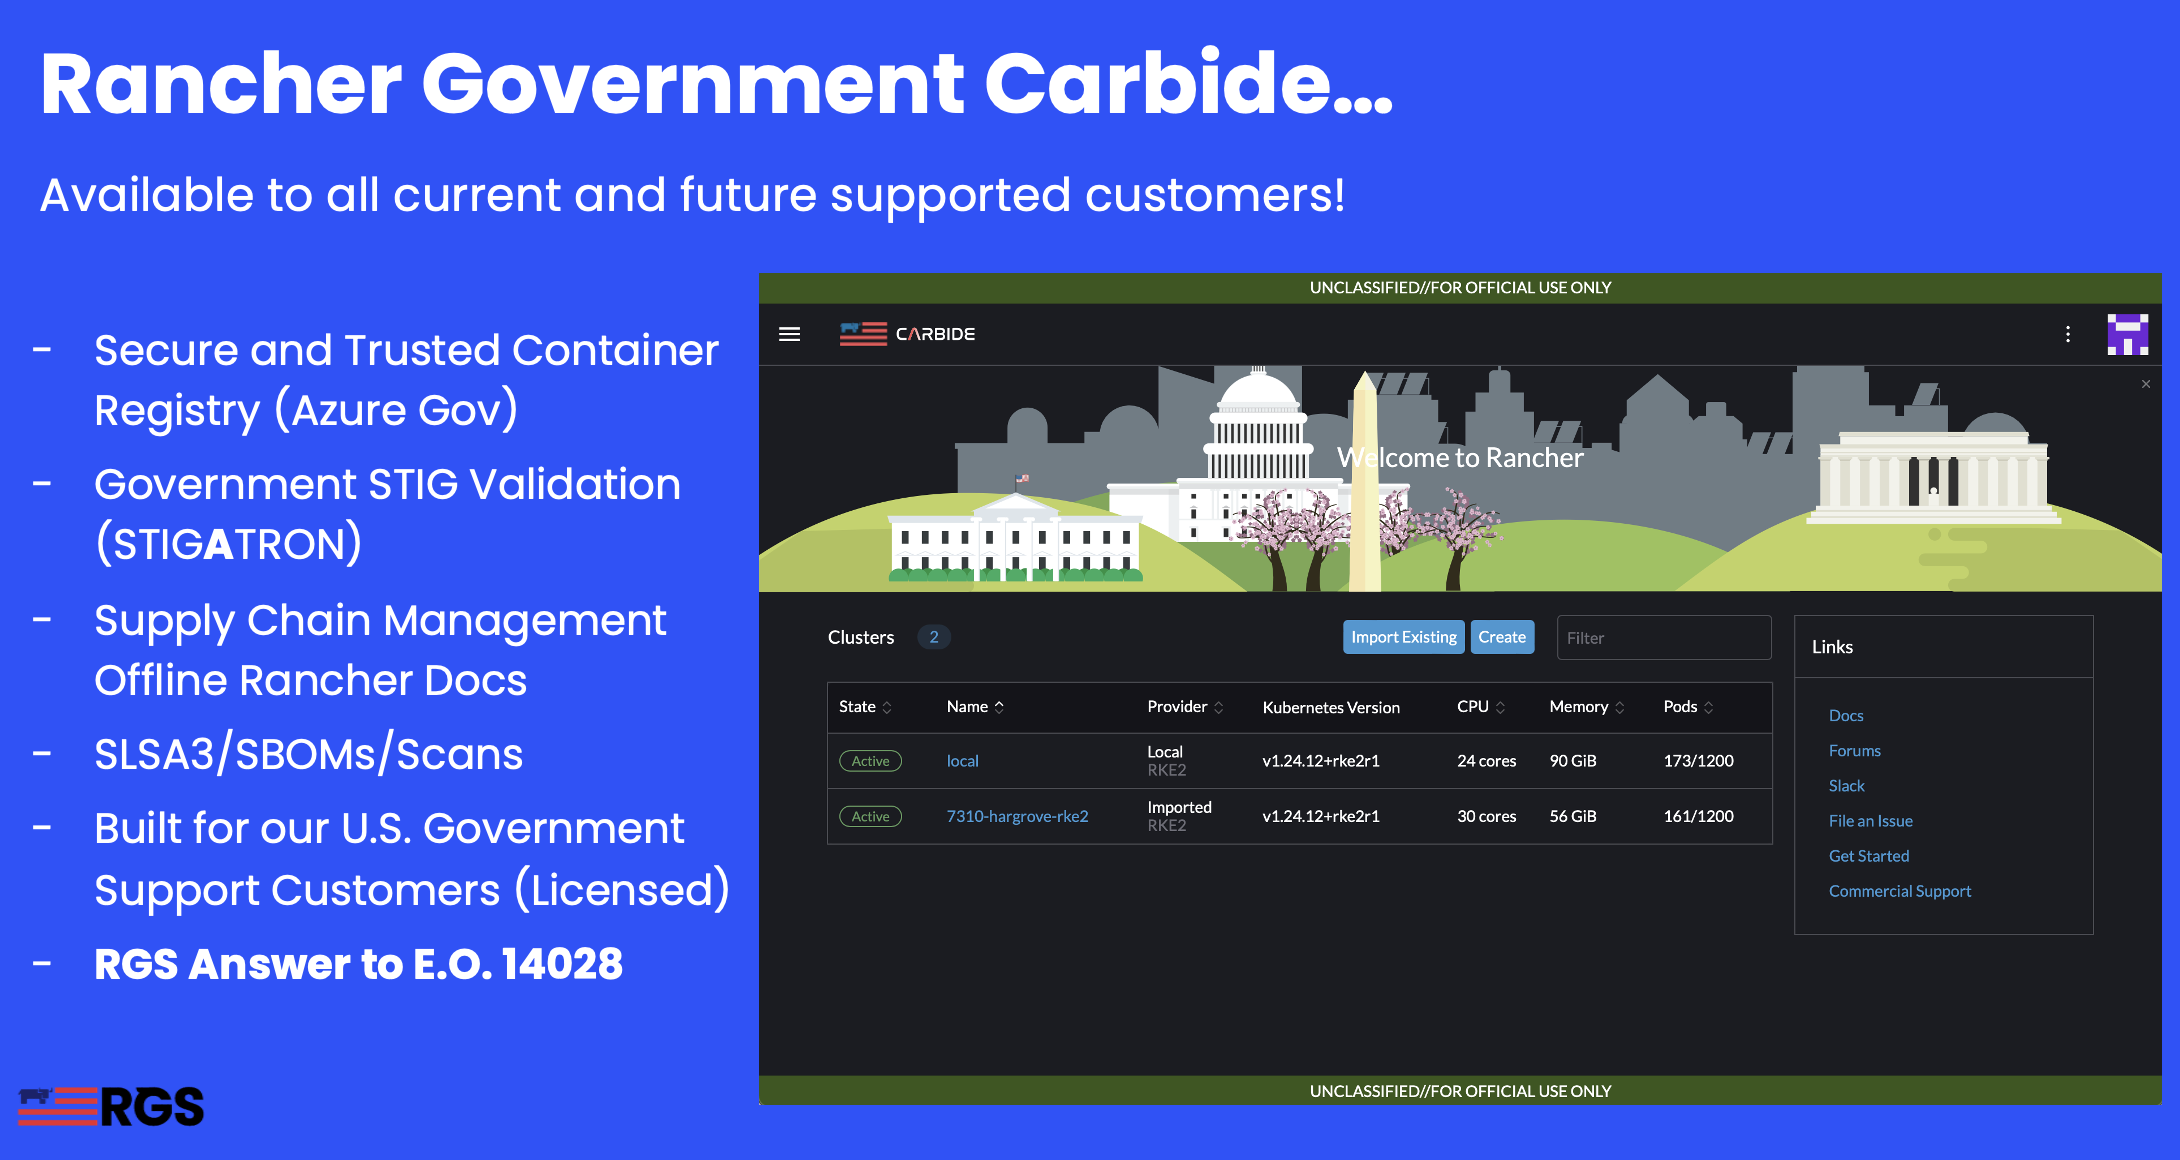 Rancher Government Carbide...
Available to all current and future supported customers!
- Secure and Trusted Container
Registry (Azure Gov)
- Government STIG Validation
(STIGATRON)
- Supply Chain Management
Offline Rancher Docs
- SLSA3/SBOMs/Scans
- Built for our U.S. Government
Support Customers (Licensed)
- RGS Answer to E.O. 14028
RGS
UNCLASSIFIED//FOR OFFICIAL USE ONLY
CARBIDE
Welcome to Rancher
Clusters 2 Import Existing Create Filter
State Name Provider Kubernetes Version CPU Memory Pods
Active local Local RKE2 v1.24.12+rke2r1 24 cores 90 GiB 173/1200
Active 7310-hargrove-rke2 Imported RKE2 v1.24.12+rke2r1 30 cores 56 GiB 161/1200
Links
Docs
Forums
Slack
File an Issue
Get Started
Commercial Support
UNCLASSIFIED//FOR OFFICIAL USE ONLY